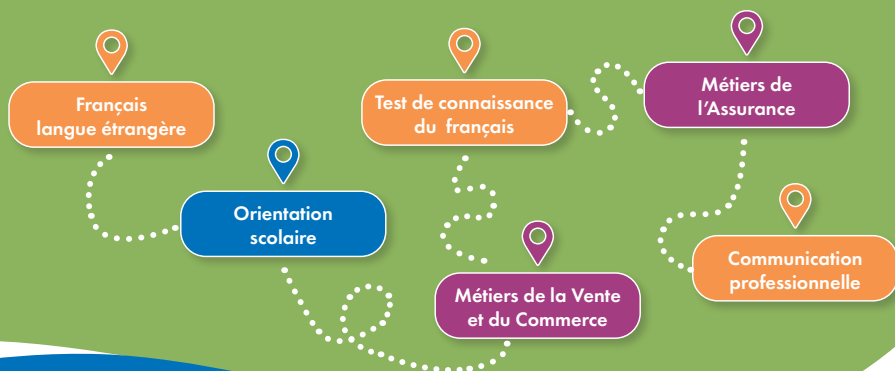 Français
langue étrangère
Orientation
scolaire
Test de connaissance
du français
Métiers de la Vente
et du Commerce
Métiers de
l'Assurance
Communication
professionnelle